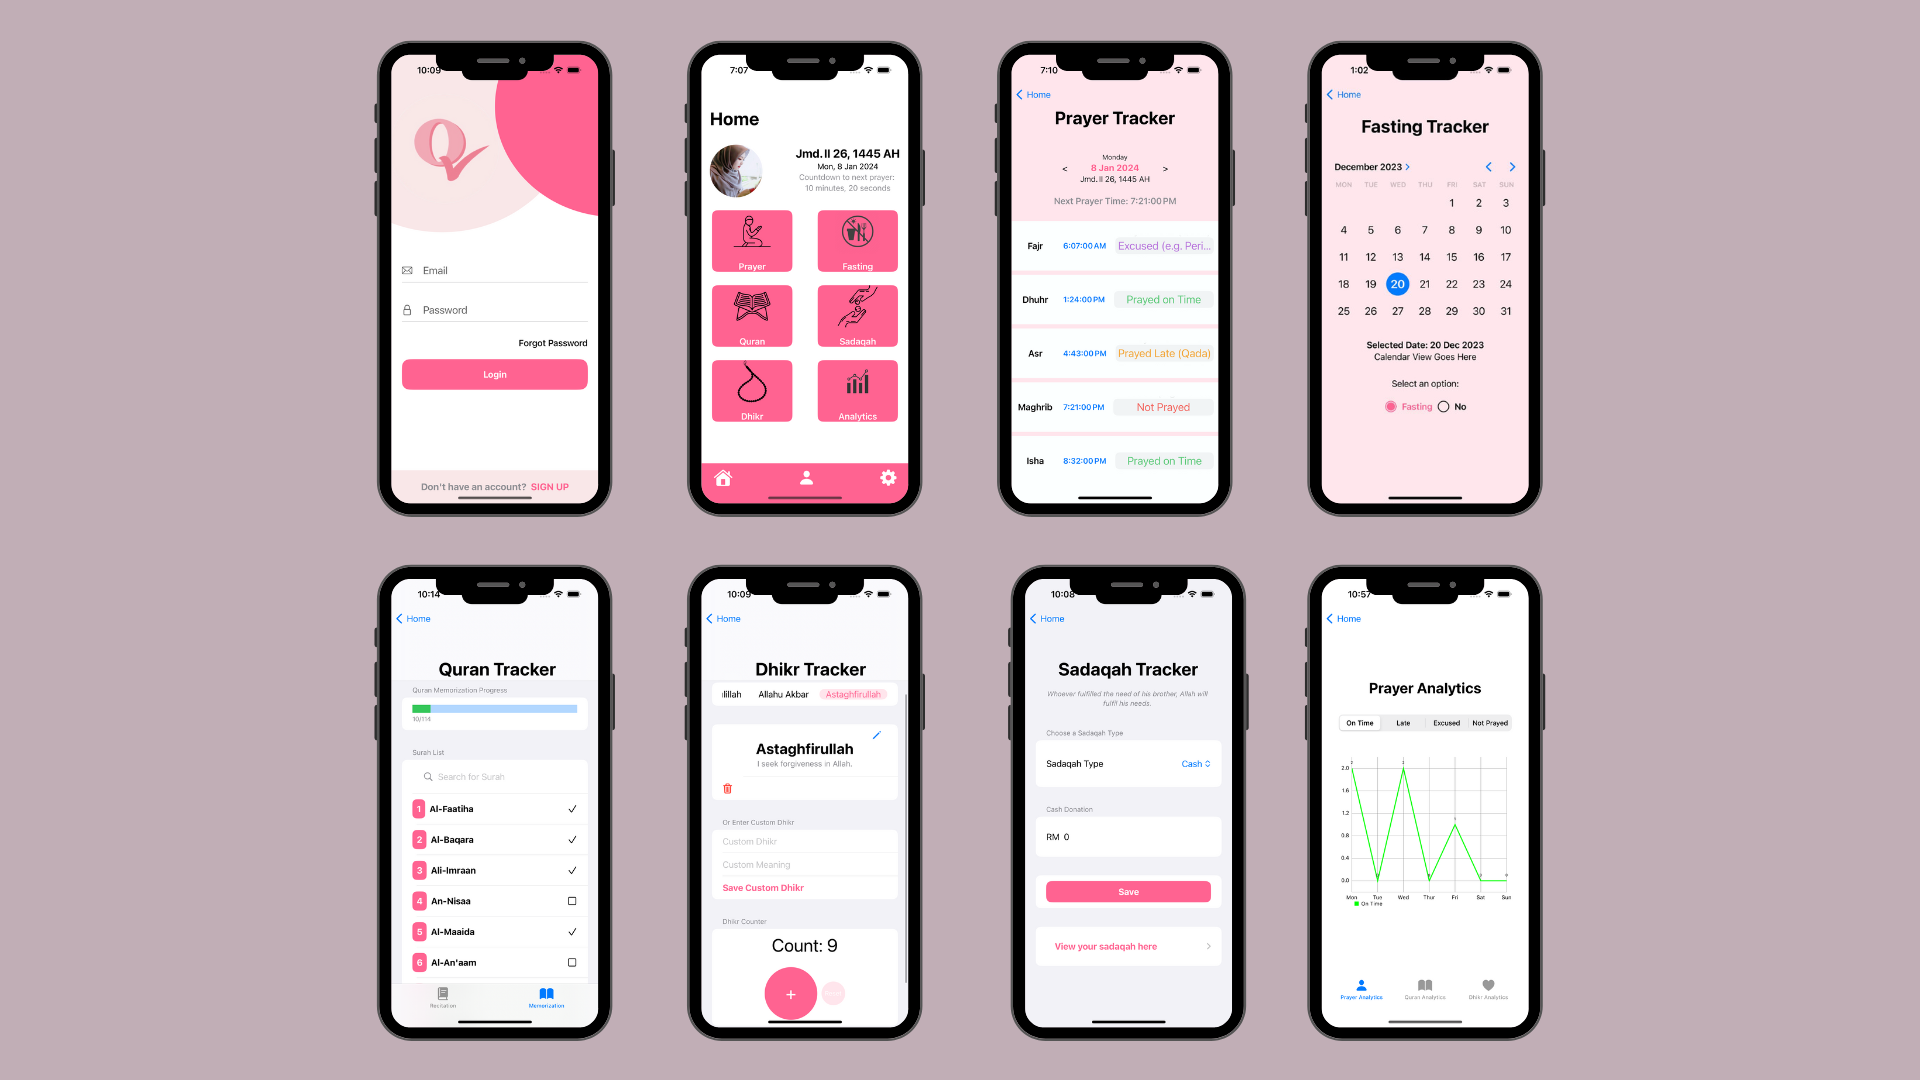 10:09
Email
Password
Forgot Password
Login
Don't have an account? SIGN UP
7:07
Home
Jmd. II 26, 1445 AH
Mon, 8 Jan 2024
Countdown to next prayer:
10 minutes, 20 seconds
Prayer
Fasting
Quran
Sadaqah
Dhikr
Analytics
7:10
Home
Prayer Tracker
Monday
< 8 Jan 2024 >
Jmd. II 26, 1445 AH
Next Prayer Time: 7:21:00 PM
Fajr 6:07:00 AM Excused (e.g. Peri...
Dhuhr 1:24:00 PM Prayed on Time
Asr 4:43:00 PM Prayed Late (Qada)
Maghrib 7:21:00 PM Not Prayed
Isha 8:32:00 PM Prayed on Time
1:02
Home
Fasting Tracker
December 2023
MON TUE WED THU FRI SAT SUN
1 2 3
4 5 6 7 8 9 10
11 12 13 14 15 16 17
18 19 20 21 22 23 24
25 26 27 28 29 30 31
Selected Date: 20 Dec 2023
Calendar View Goes Here
Select an option:
Fasting No
10:14
Home
Quran Tracker
Quran Memorization Progress
10/114
Surah List
Search for Surah
1 Al-Faatiha
2 Al-Baqara
3 Ali-Imraan
4 An-Nisaa
5 Al-Maaida
6 Al-An'aam
Recitation
Memorization
10:09
Home
Dhikr Tracker
lillah Allahu Akbar Astaghfirullah
Astaghfirullah
I seek forgiveness in Allah.
Or Enter Custom Dhikr
Custom Dhikr
Custom Meaning
Save Custom Dhikr
Dhikr Counter
Count: 9
+
10:08
Home
Sadaqah Tracker
Whoever fulfilled the need of his brother, Allah will
fulfil his needs.
Choose a Sadaqah Type
Sadaqah Type Cash
Cash Donation
RM 0
Save
View your sadaqah here
10:57
Home
Prayer Analytics
On Time Late Excused Not Prayed
2.0
1.6
1.2
0.8
0.4
0.0
Mon Tue Wed Thur Fri Sat Sun
On Time
Prayer Analytics
Quran Analytics
Dhikr Analytics